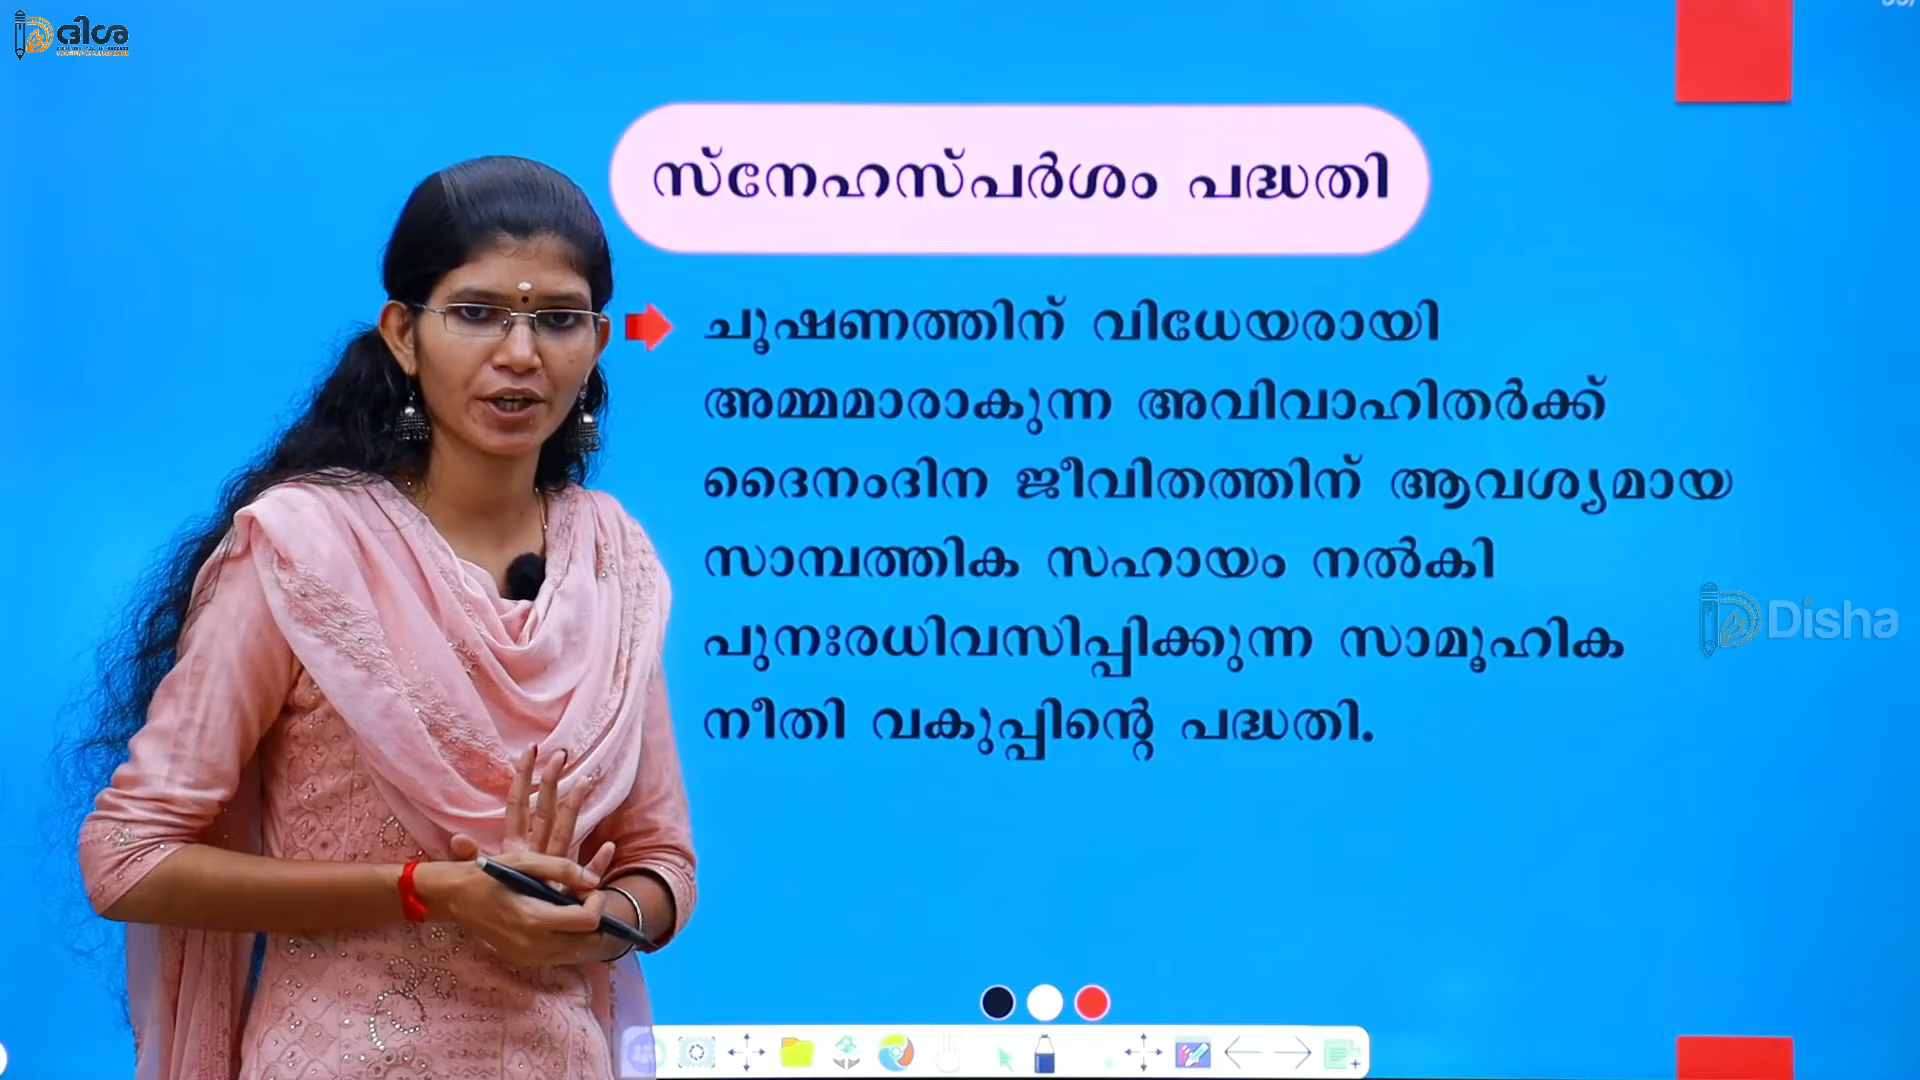 ദിശ
സ്നേഹസ്പർശം പദ്ധതി
ചൂഷണത്തിന് വിധേയരായി
അമ്മമാരാകുന്ന അവിവാഹിതർക്ക്
ദൈനംദിന ജീവിതത്തിന് ആവശ്യമായ
സാമ്പത്തിക സഹായം നൽകി
പുനഃരധിവസിപ്പിക്കുന്ന സാമൂഹിക
നീതി വകുപ്പിന്റെ പദ്ധതി.
Disha